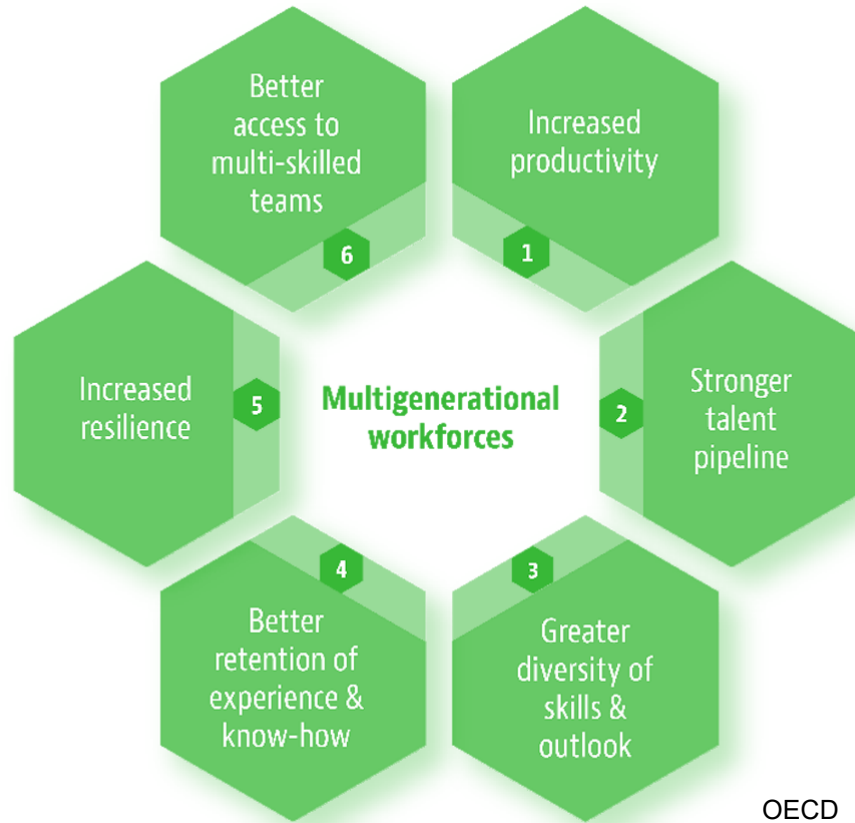 Multigenerational
workforces
1
Increased
productivity
2
Stronger
talent
pipeline
3
Greater
diversity of
skills &
outlook
4
Better
retention of
experience &
know-how
5
Increased
resilience
6
Better
access to
multi-skilled
teams
OECD